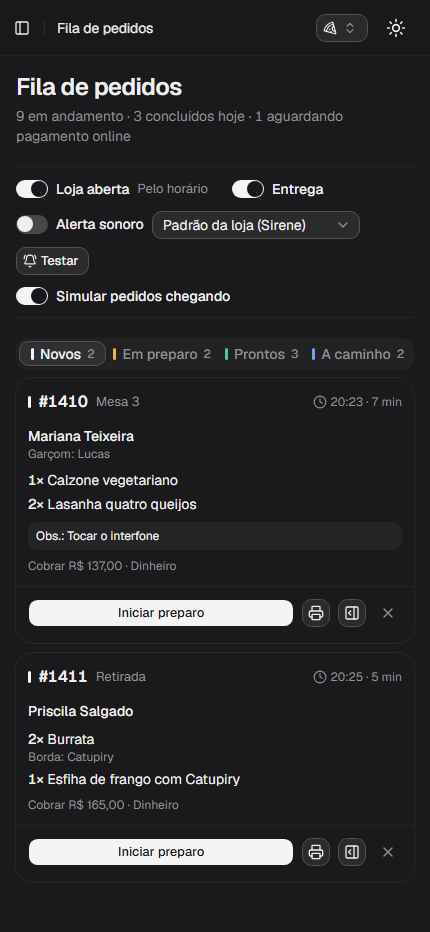 Fila de pedidos
Fila de pedidos
9 em andamento · 3 concluídos hoje · 1 aguardando
pagamento online
Loja aberta Pelo horário Entrega
Alerta sonoro Padrão da loja (Sirene)
Testar
Simular pedidos chegando
Novos 2 Em preparo 2 Prontos 3 A caminho 2
#1410 Mesa 3 20:23 · 7 min
Mariana Teixeira
Garçom: Lucas
1× Calzone vegetariano
2× Lasanha quatro queijos
Obs.: Tocar o interfone
Cobrar R$ 137,00 · Dinheiro
Iniciar preparo
#1411 Retirada 20:25 · 5 min
Priscila Salgado
2× Burrata
Borda: Catupiry
1× Esfiha de frango com Catupiry
Cobrar R$ 165,00 · Dinheiro
Iniciar preparo